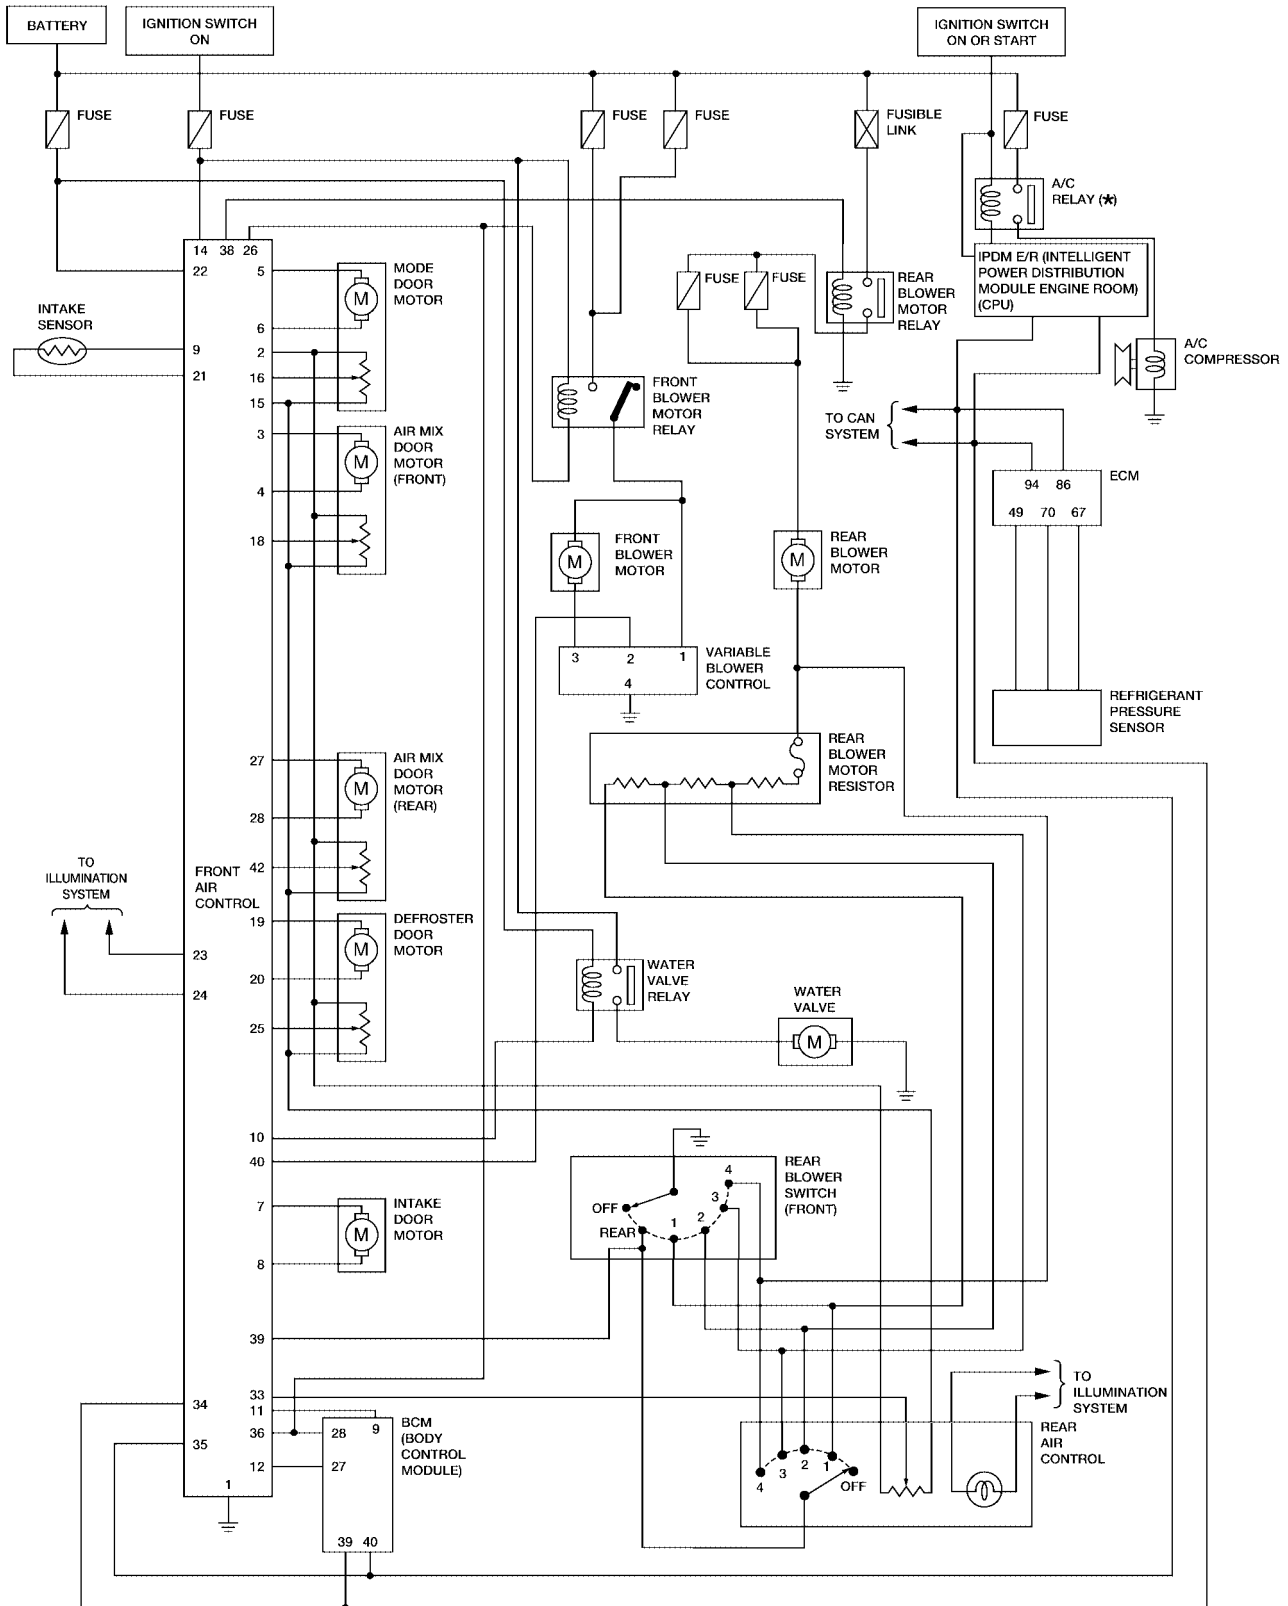 BATTERY
IGNITION SWITCH
ON
IGNITION SWITCH
ON OR START
FUSE
FUSE
FUSE
FUSE
FUSIBLE
LINK
FUSE
A/C
RELAY (★)
14 38 26
22
5
6
2
16
15
MODE
DOOR
MOTOR
M
INTAKE
SENSOR
9
21
FUSE
FUSE
REAR
BLOWER
MOTOR
RELAY
IPDM E/R (INTELLIGENT
POWER DISTRIBUTION
MODULE ENGINE ROOM)
(CPU)
A/C
COMPRESSOR
FRONT
BLOWER
MOTOR
RELAY
TO CAN
SYSTEM
3
4
18
AIR MIX
DOOR
MOTOR
(FRONT)
M
ECM
94 86
49 70 67
FRONT
BLOWER
MOTOR
M
REAR
BLOWER
MOTOR
M
3 2 1
4
VARIABLE
BLOWER
CONTROL
REFRIGERANT
PRESSURE
SENSOR
REAR
BLOWER
MOTOR
RESISTOR
27
28
42
AIR MIX
DOOR
MOTOR
(REAR)
M
TO
ILLUMINATION
SYSTEM
FRONT
AIR
CONTROL
19
20
25
DEFROSTER
DOOR
MOTOR
M
23
24
WATER
VALVE
RELAY
WATER
VALVE
M
10
40
7
8
INTAKE
DOOR
MOTOR
M
REAR
BLOWER
SWITCH
(FRONT)
OFF
REAR
1
2
3
4
39
34
35
33
11
36
12
1
28
9
27
39 40
BCM
(BODY
CONTROL
MODULE)
TO
ILLUMINATION
SYSTEM
REAR
AIR
CONTROL
4
3
2
1
OFF